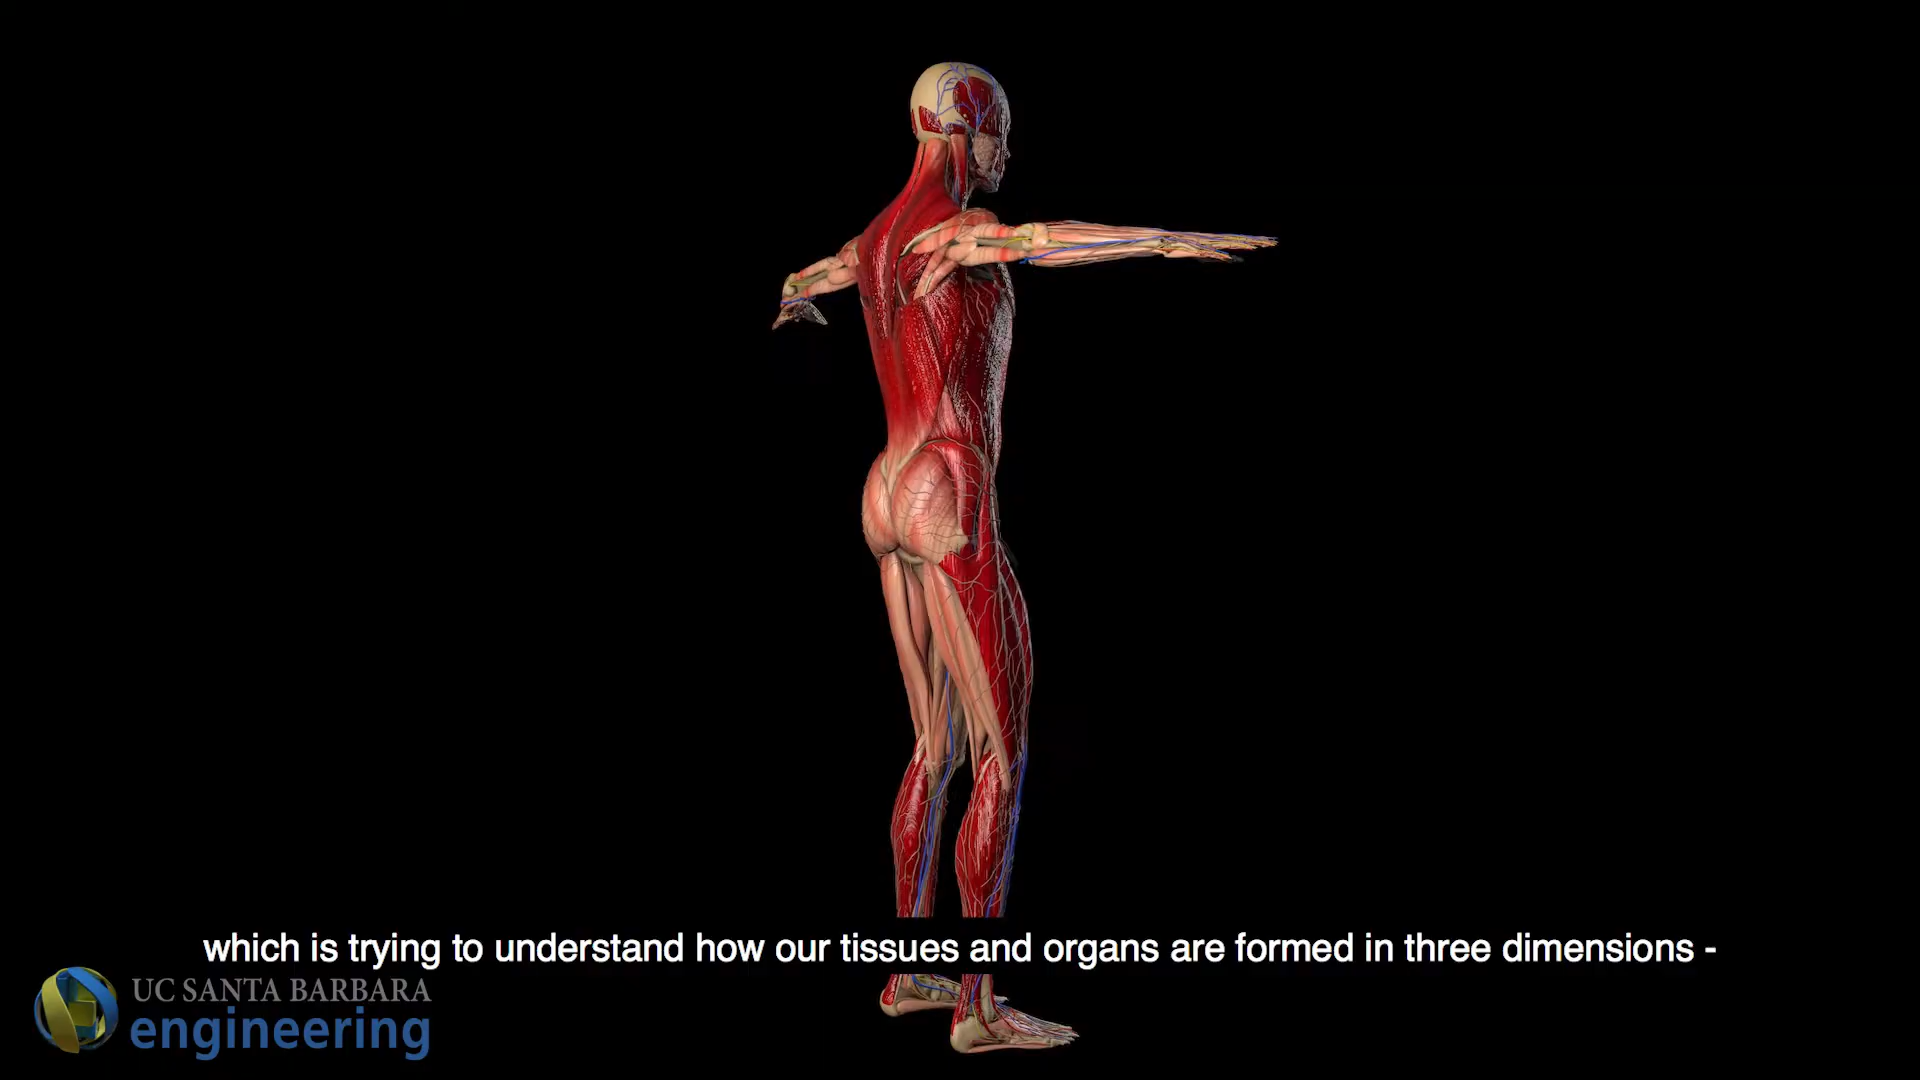 which is trying to understand how our tissues and organs are formed in three dimensions -
UC SANTA BARBARA
engineering